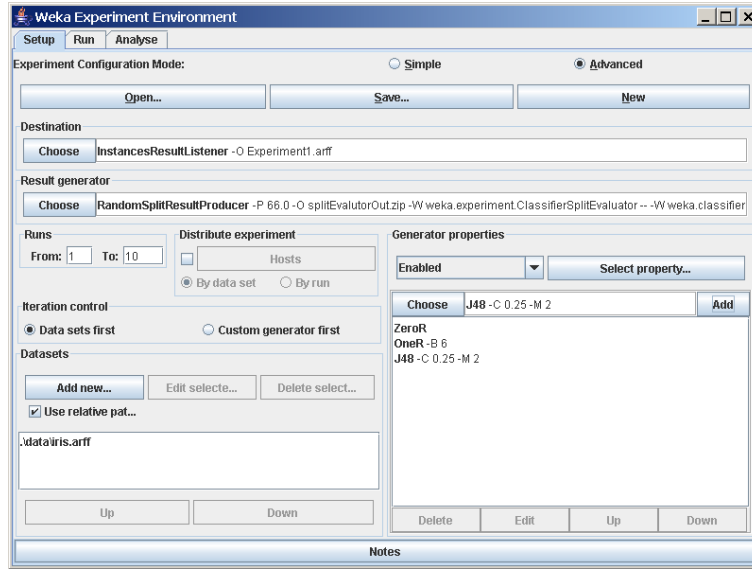 Weka Experiment Environment
Setup Run Analyse
Experiment Configuration Mode: Simple Advanced
Open... Save... New
Destination
Choose InstancesResultListener -O Experiment1.arff
Result generator
Choose RandomSplitResultProducer -P 66.0 -O splitEvalutorOut.zip -W weka.experiment.ClassifierSplitEvaluator -- -W weka.classifier
Runs
From: 1 To: 10
Distribute experiment
Hosts
By data set By run
Generator properties
Enabled Select property...
Choose J48 -C 0.25 -M 2 Add
ZeroR
OneR -B 6
J48 -C 0.25 -M 2
Iteration control
Data sets first Custom generator first
Datasets
Add new... Edit selecte... Delete select...
Use relative pat...
.\data\iris.arff
Up Down
Delete Edit Up Down
Notes